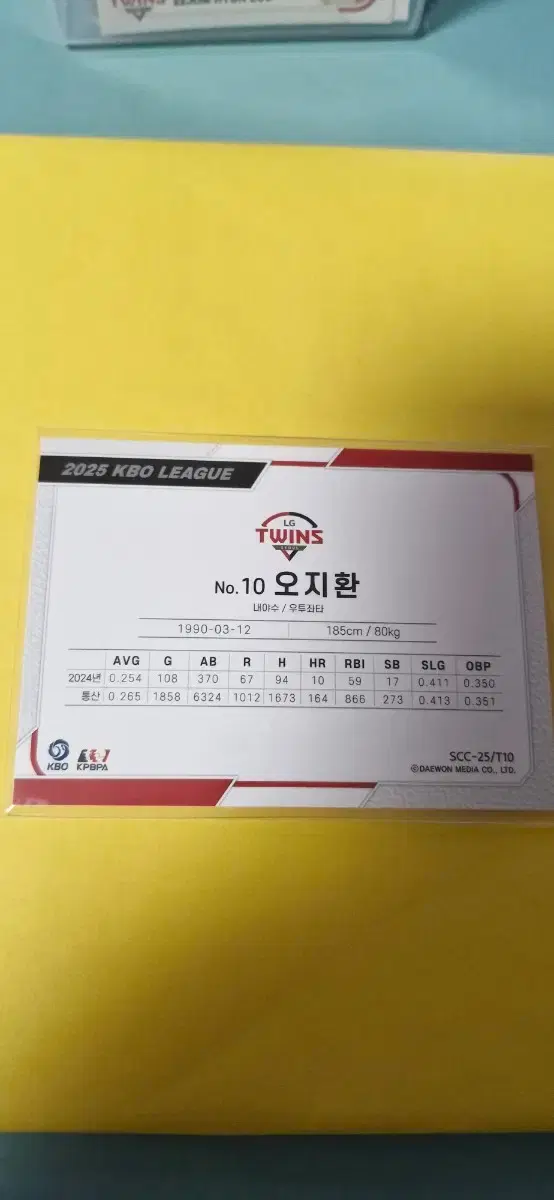 TWINS
2025 KBO LEAGUE
LG
TWINS
No.10 오지환
내야수 / 우투좌타
1990-03-12 185cm / 80kg
AVG G AB R H HR RBI SB SLG OBP
2024년 0.254 108 370 67 94 10 59 17 0.411 0.350
통산 0.265 1858 6324 1012 1673 164 866 273 0.413 0.351
KBO KPBPA
SCC-25/T10
©DAEWON MEDIA CO., LTD.